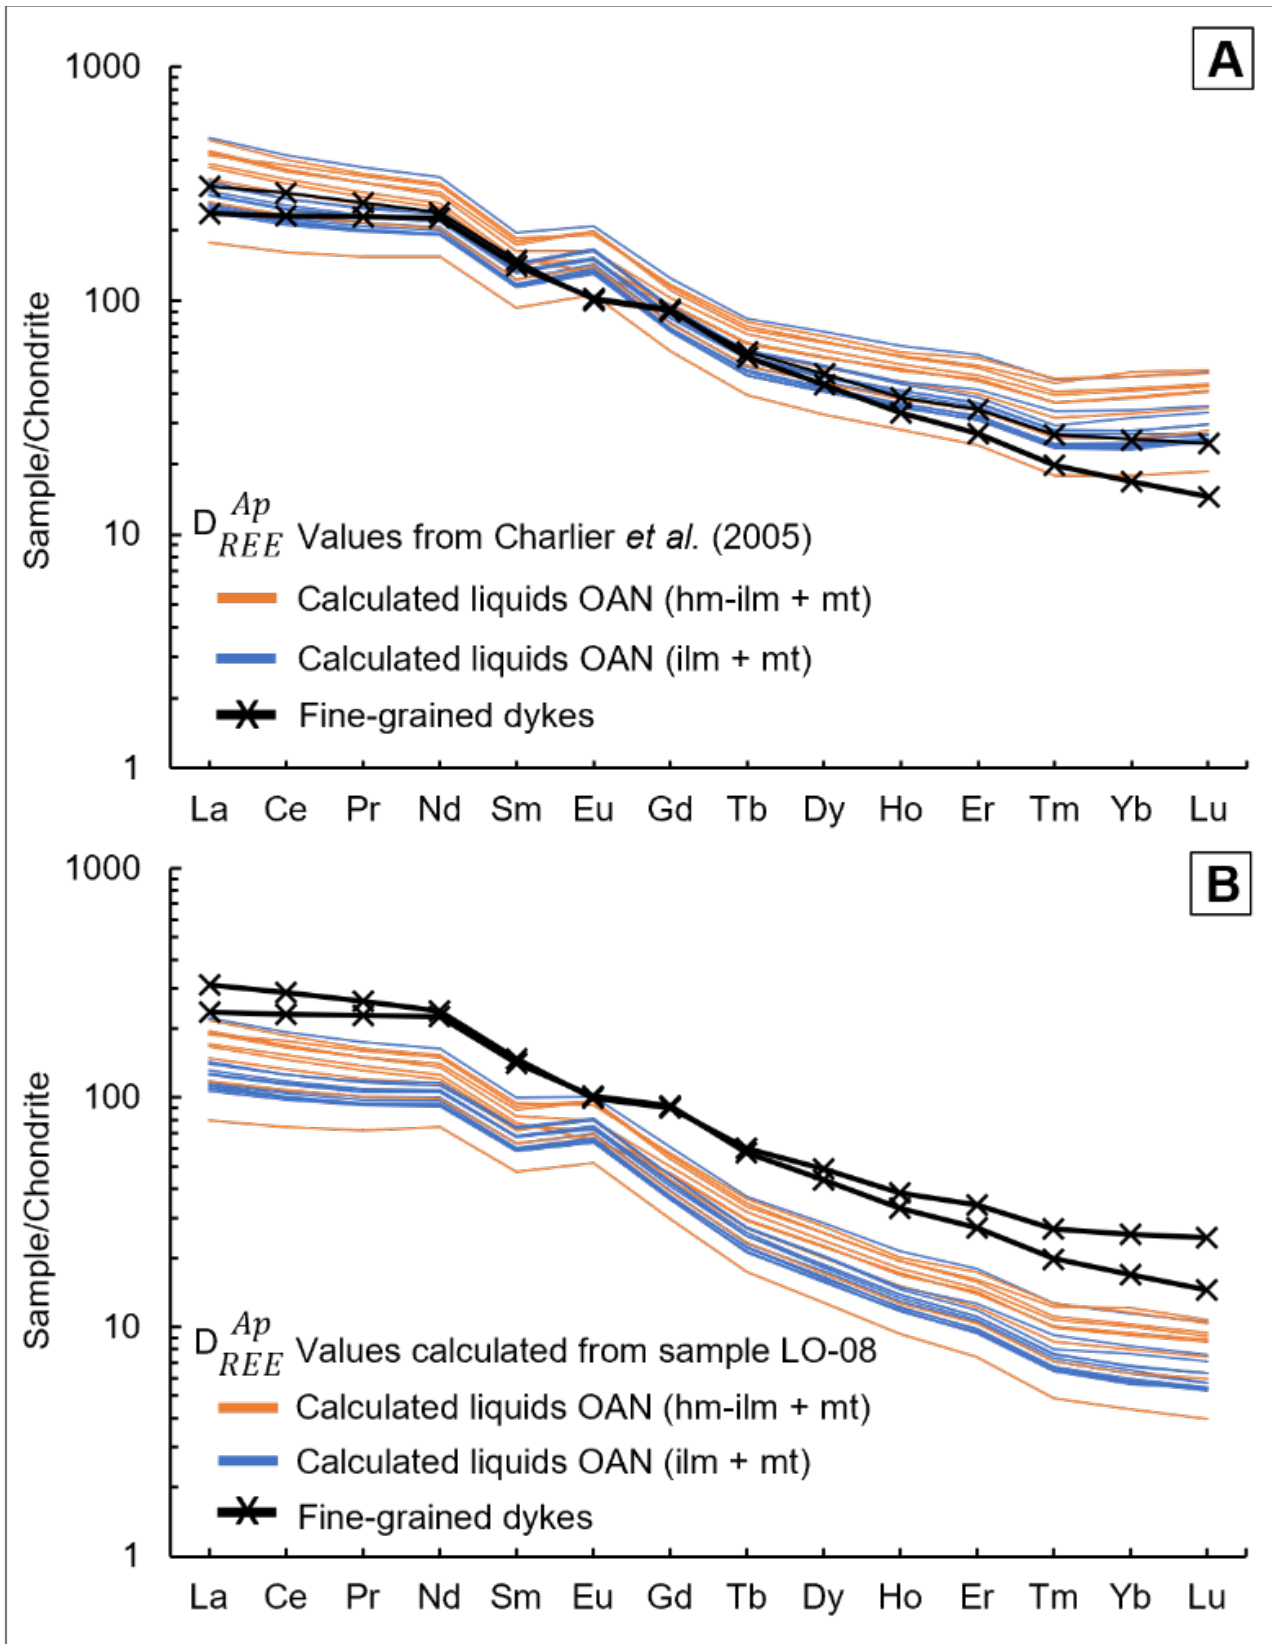 A
1000
100
10
1
Sample/Chondrite
D Ap REE Values from Charlier et al. (2005)
Calculated liquids OAN (hm-ilm + mt)
Calculated liquids OAN (ilm + mt)
Fine-grained dykes
La Ce Pr Nd Sm Eu Gd Tb Dy Ho Er Tm Yb Lu
B
1000
100
10
1
Sample/Chondrite
D Ap REE Values calculated from sample LO-08
Calculated liquids OAN (hm-ilm + mt)
Calculated liquids OAN (ilm + mt)
Fine-grained dykes
La Ce Pr Nd Sm Eu Gd Tb Dy Ho Er Tm Yb Lu